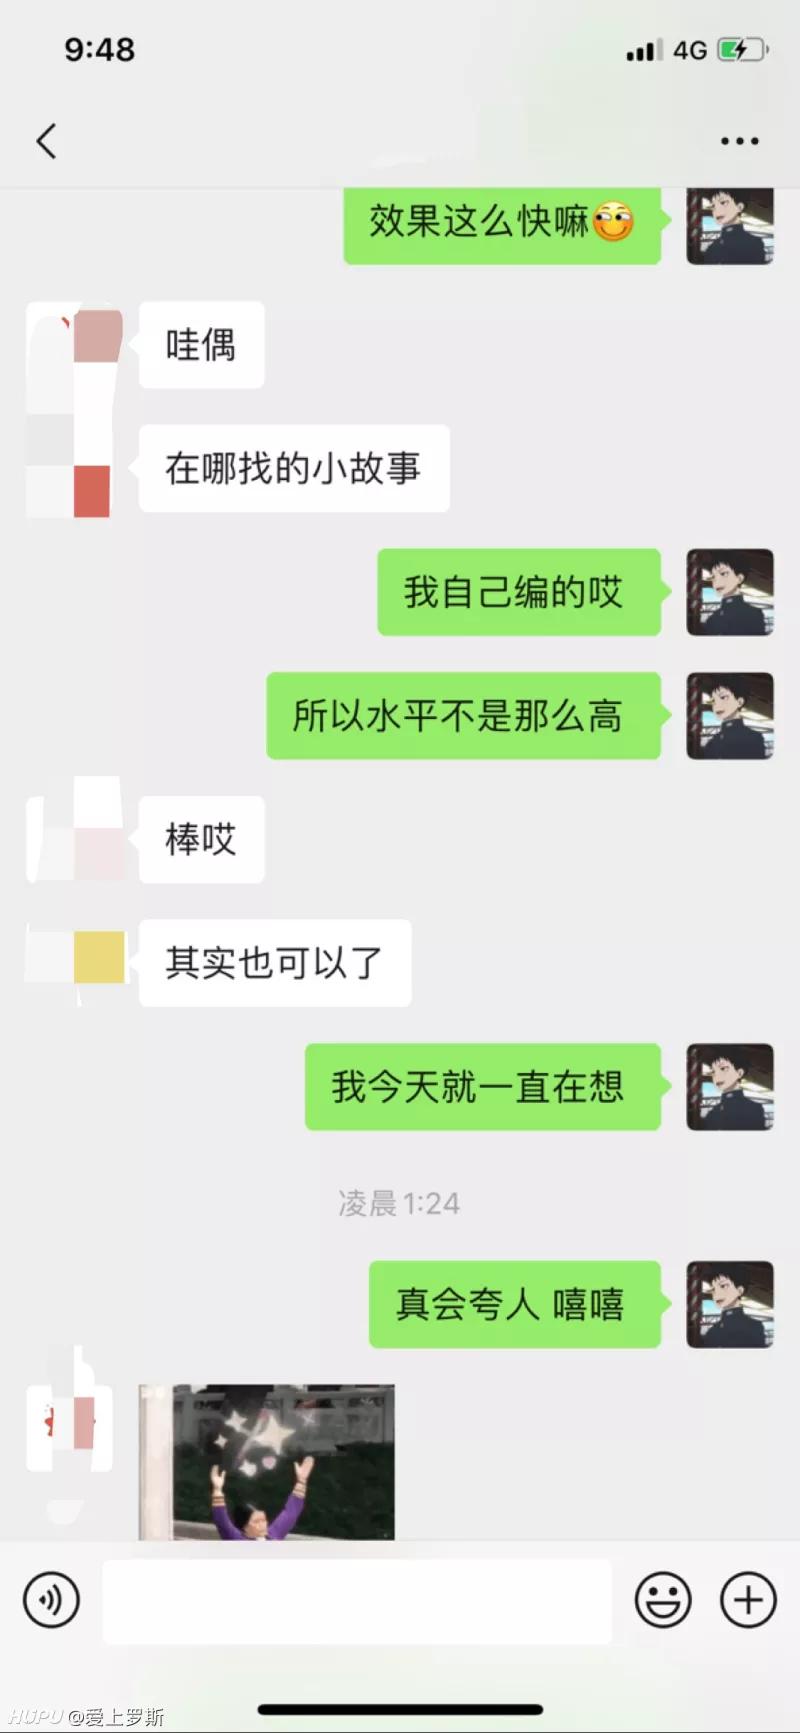 9:48
4G
效果这么快嘛
哇偶
在哪找的小故事
我自己编的哎
所以水平不是那么高
棒哎
其实也可以了
我今天就一直在想
凌晨1:24
真会夸人 嘻嘻
HUPU @爱上罗斯